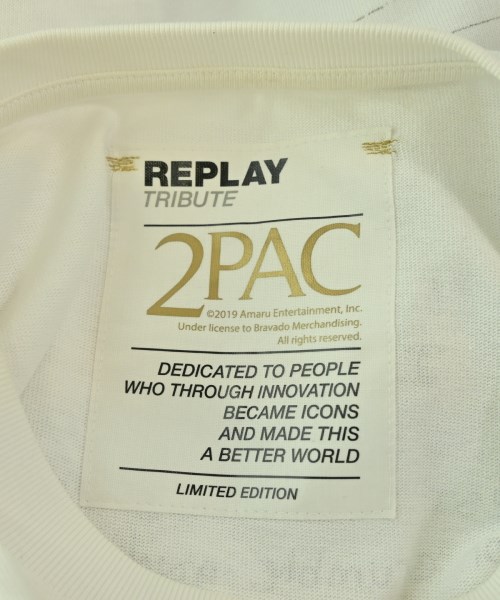 REPLAY
TRIBUTE
2PAC
©2019 Amaru Entertainment, Inc.
Under license to Bravado Merchandising.
All rights reserved.
DEDICATED TO PEOPLE
WHO THROUGH INNOVATION
BECAME ICONS
AND MADE THIS
A BETTER WORLD
LIMITED EDITION